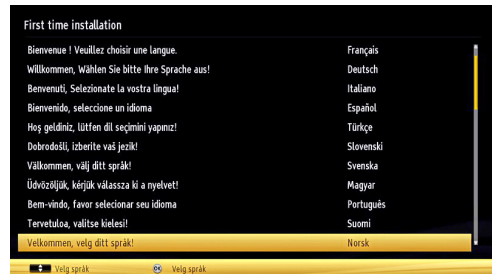 First time installation
Bienvenue ! Veuillez choisir une langue. Français
Willkommen, Wählen Sie bitte Ihre Sprache aus! Deutsch
Benvenuti, Selezionate la vostra lingua! Italiano
Bienvenido, seleccione un idioma Español
Hoş geldiniz, lütfen dil seçimini yapınız! Türkçe
Dobrodošli, izberite vaš jezik! Slovenski
Välkommen, välj ditt språk! Svenska
Üdvözöljük, kérjük válassza ki a nyelvet! Magyar
Bem-vindo, favor selecionar seu idioma Português
Tervetuloa, valitse kielesi! Suomi
Velkommen, velg ditt språk! Norsk
Velg språk OK Velg språk